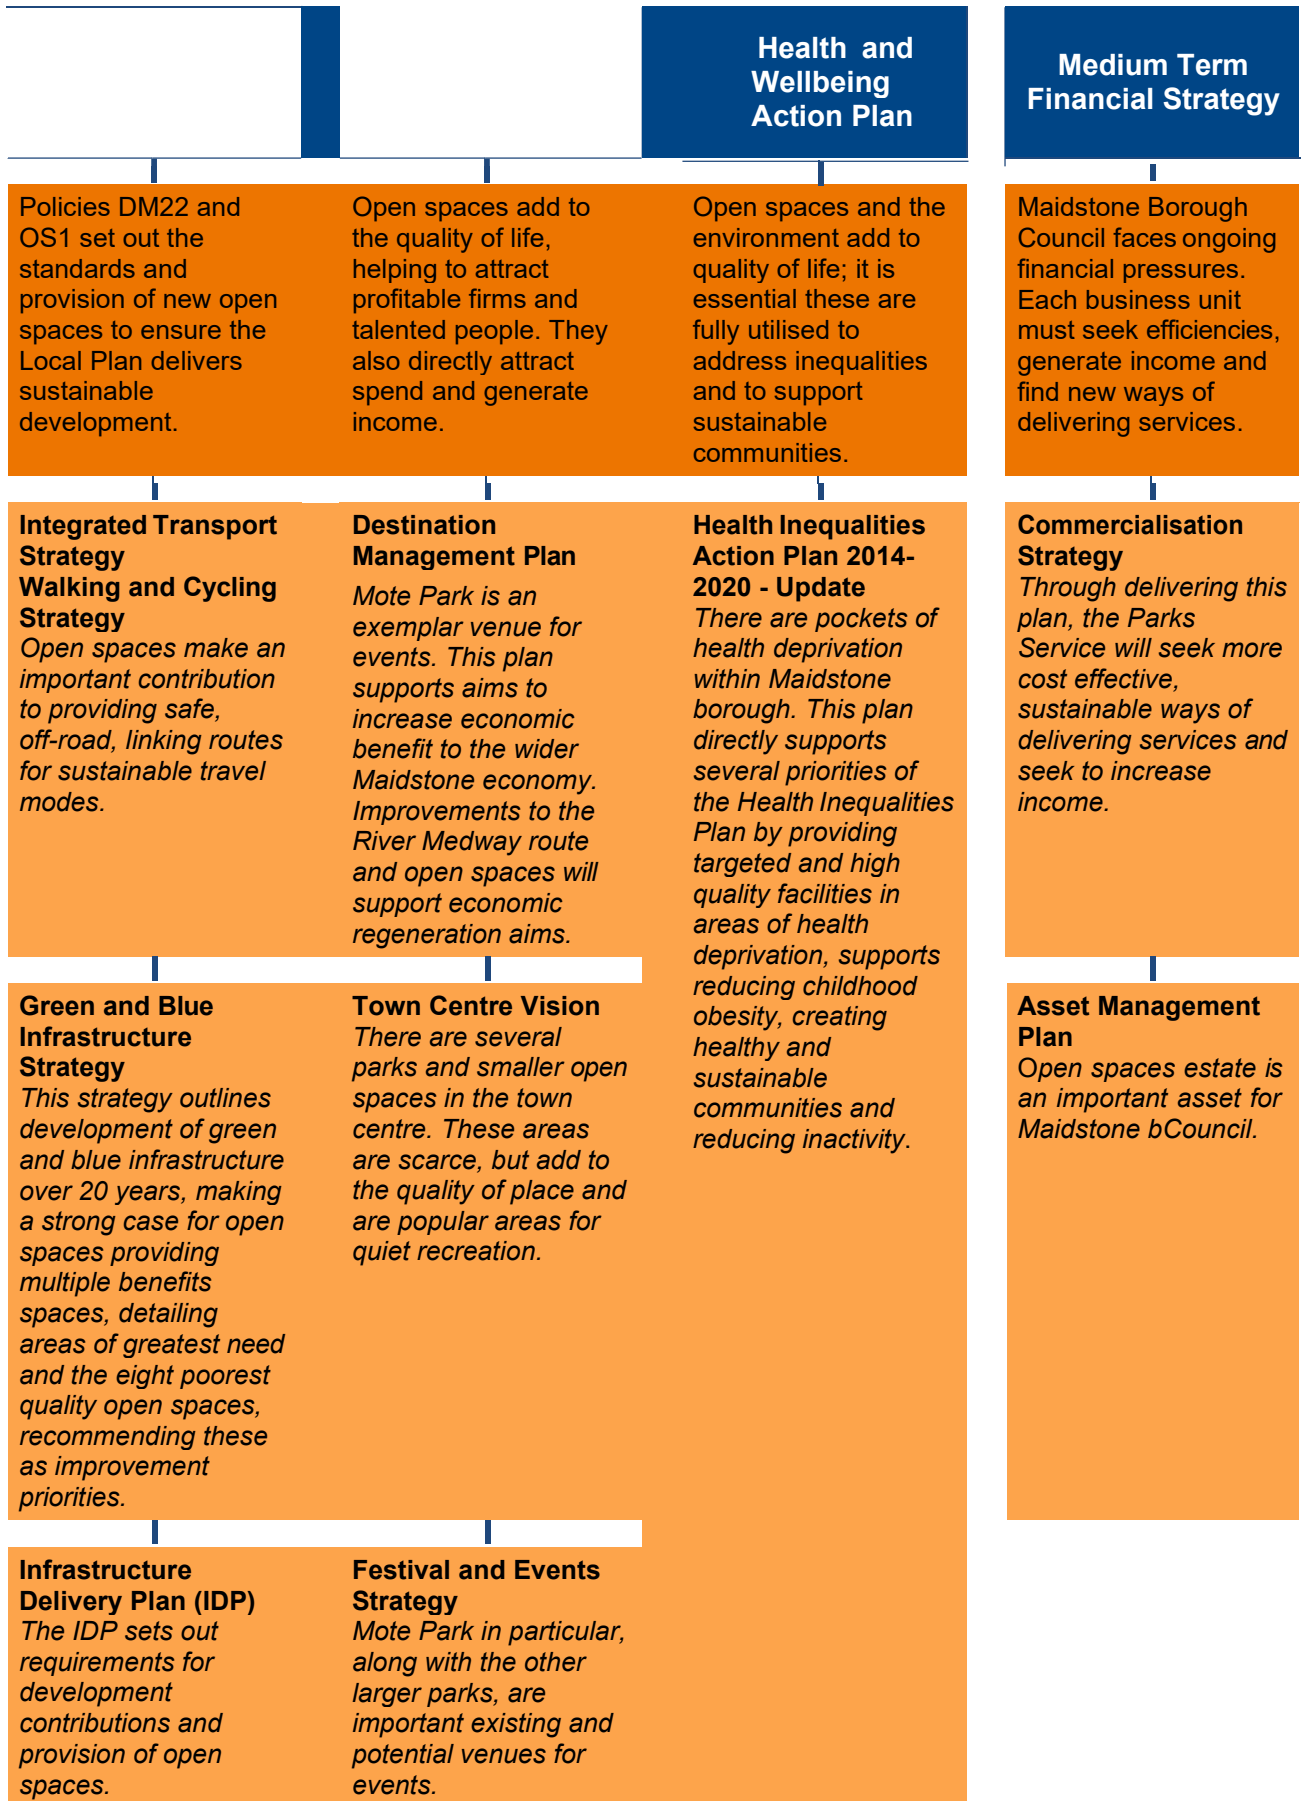 Health and
Wellbeing
Action Plan
Medium Term
Financial Strategy
Policies DM22 and
OS1 set out the
standards and
provision of new open
spaces to ensure the
Local Plan delivers
sustainable
development.
Open spaces add to
the quality of life,
helping to attract
profitable firms and
talented people. They
also directly attract
spend and generate
income.
Open spaces and the
environment add to
quality of life; it is
essential these are
fully utilised to
address inequalities
and to support
sustainable
communities.
Maidstone Borough
Council faces ongoing
financial pressures.
Each business unit
must seek efficiencies,
generate income and
find new ways of
delivering services.
Integrated Transport
Strategy
Walking and Cycling
Strategy
Open spaces make an
important contribution
to providing safe,
off-road, linking routes
for sustainable travel
modes.
Destination
Management Plan
Mote Park is an
exemplar venue for
events. This plan
supports aims to
increase economic
benefit to the wider
Maidstone economy.
Improvements to the
River Medway route
and open spaces will
support economic
regeneration aims.
Health Inequalities
Action Plan 2014-
2020 - Update
There are pockets of
health deprivation
within Maidstone
borough. This plan
directly supports
several priorities of
the Health Inequalities
Plan by providing
targeted and high
quality facilities in
areas of health
deprivation, supports
reducing childhood
obesity, creating
healthy and
sustainable
communities and
reducing inactivity.
Commercialisation
Strategy
Through delivering this
plan, the Parks
Service will seek more
cost effective,
sustainable ways of
delivering services and
seek to increase
income.
Green and Blue
Infrastructure
Strategy
This strategy outlines
development of green
and blue infrastructure
over 20 years, making
a strong case for open
spaces providing
multiple benefits
spaces, detailing
areas of greatest need
and the eight poorest
quality open spaces,
recommending these
as improvement
priorities.
Town Centre Vision
There are several
parks and smaller open
spaces in the town
centre. These areas
are scarce, but add to
the quality of place and
are popular areas for
quiet recreation.
Asset Management
Plan
Open spaces estate is
an important asset for
Maidstone bCouncil.
Infrastructure
Delivery Plan (IDP)
The IDP sets out
requirements for
development
contributions and
provision of open
spaces.
Festival and Events
Strategy
Mote Park in particular,
along with the other
larger parks, are
important existing and
potential venues for
events.